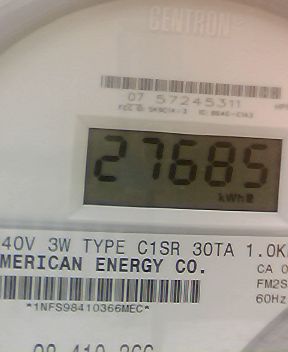 CENTRON
07 57245311
27685
kWh
40V 3W TYPE C1SR 30TA 1.0K
MERICAN ENERGY CO.
CA 0
FM2S
60Hz
*1NFS98410366MEC*